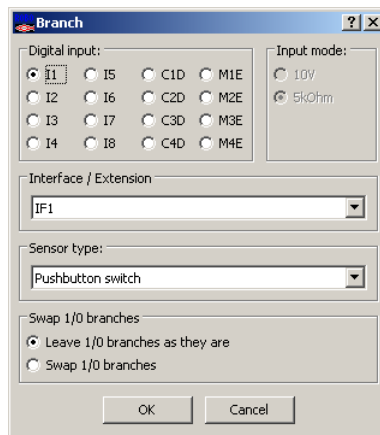 Branch
Digital input:
I1 I5 C1D M1E
I2 I6 C2D M2E
I3 I7 C3D M3E
I4 I8 C4D M4E
Input mode:
10V
5kOhm
Interface / Extension
IF1
Sensor type:
Pushbutton switch
Swap 1/0 branches
Leave 1/0 branches as they are
Swap 1/0 branches
OK Cancel